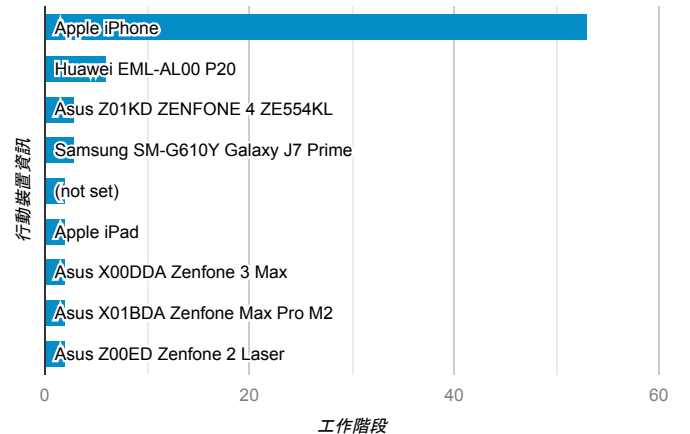 Apple iPhone
Huawei EML-AL00 P20
Asus Z01KD ZENFONE 4 ZE554KL
Samsung SM-G610Y Galaxy J7 Prime
(not set)
Apple iPad
Asus X00DDA Zenfone 3 Max
Asus X01BDA Zenfone Max Pro M2
Asus Z00ED Zenfone 2 Laser
行動裝置資訊
0 20 40 60
工作階段